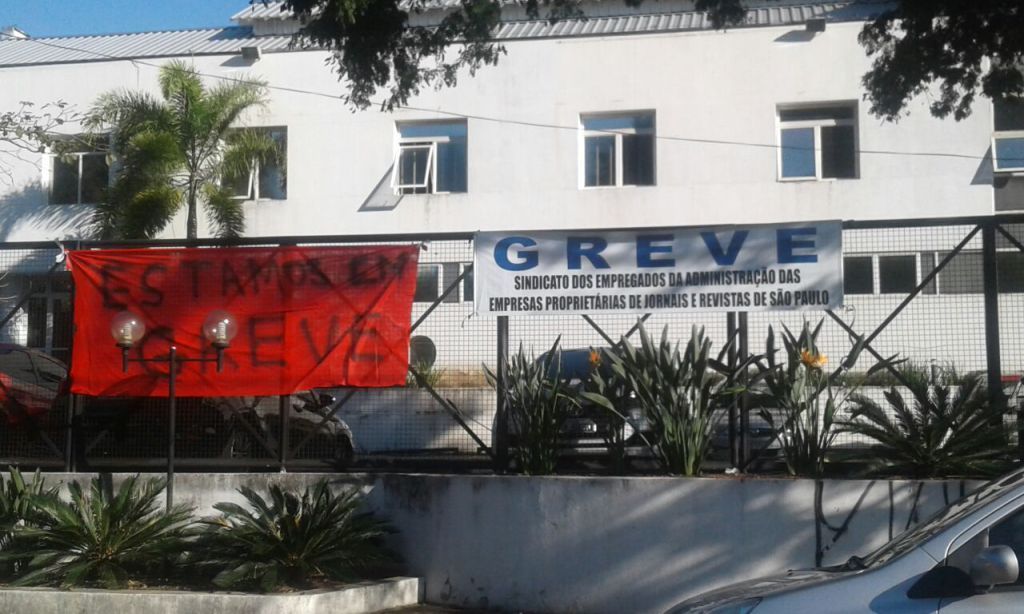 ESTAMOS EM
GREVE
GREVE
SINDICATO DOS EMPREGADOS DA ADMINISTRAÇÃO DAS
EMPRESAS PROPRIETÁRIAS DE JORNAIS E REVISTAS DE SÃO PAULO